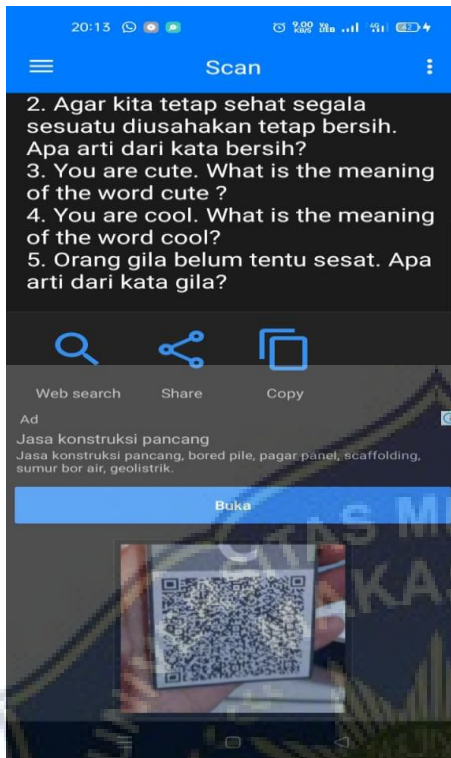 20:13
9.00 KB/S
Scan
2. Agar kita tetap sehat segala
sesuatu diusahakan tetap bersih.
Apa arti dari kata bersih?
3. You are cute. What is the meaning
of the word cute ?
4. You are cool. What is the meaning
of the word cool?
5. Orang gila belum tentu sesat. Apa
arti dari kata gila?
Web search Share Copy
Ad
Jasa konstruksi pancang
Jasa konstruksi pancang, bored pile, pagar panel, scaffolding,
sumur bor air, geolistrik.
Buka